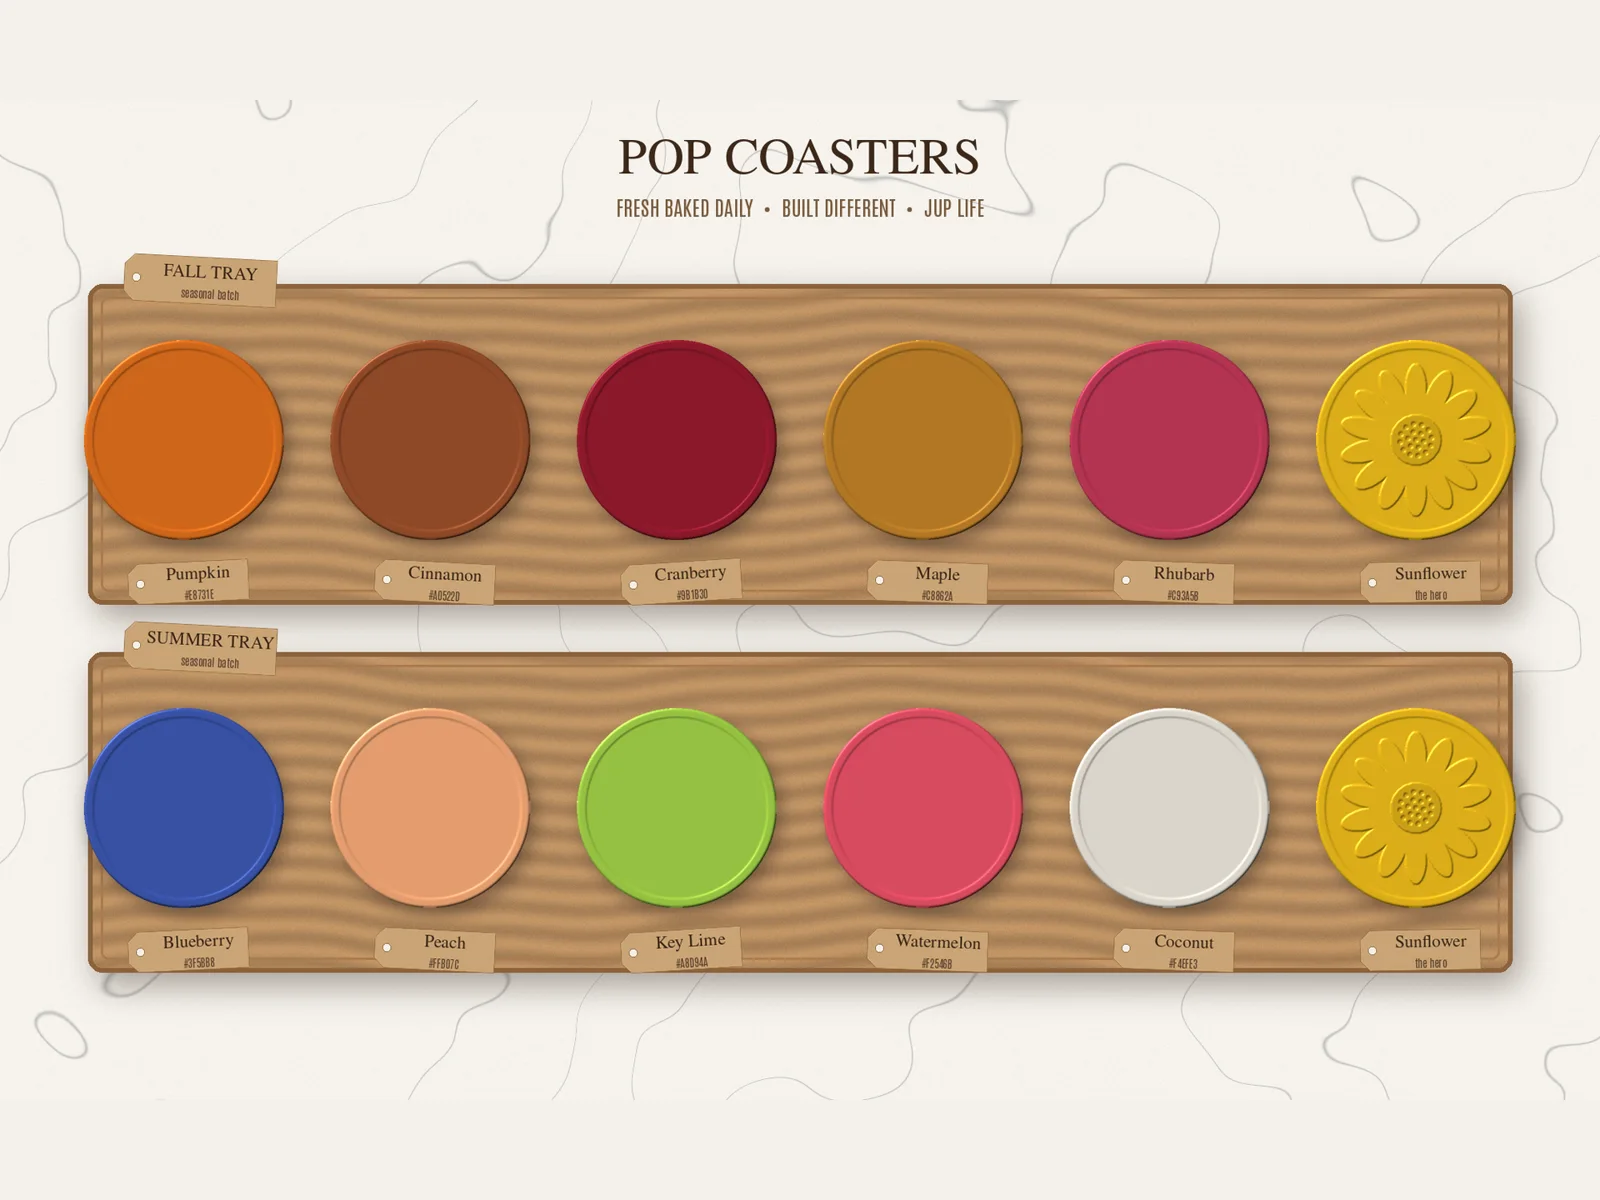 POP COASTERS
FRESH BAKED DAILY • BUILT DIFFERENT • JUP LIFE
FALL TRAY
seasonal batch
Pumpkin
#E8731E
Cinnamon
#A0522D
Cranberry
#9B1B30
Maple
#C8862A
Rhubarb
#C93A5B
Sunflower
the hero
SUMMER TRAY
seasonal batch
Blueberry
#3F5BB8
Peach
#FFB07C
Key Lime
#A8D94A
Watermelon
#F2546B
Coconut
#F4EFE3
Sunflower
the hero